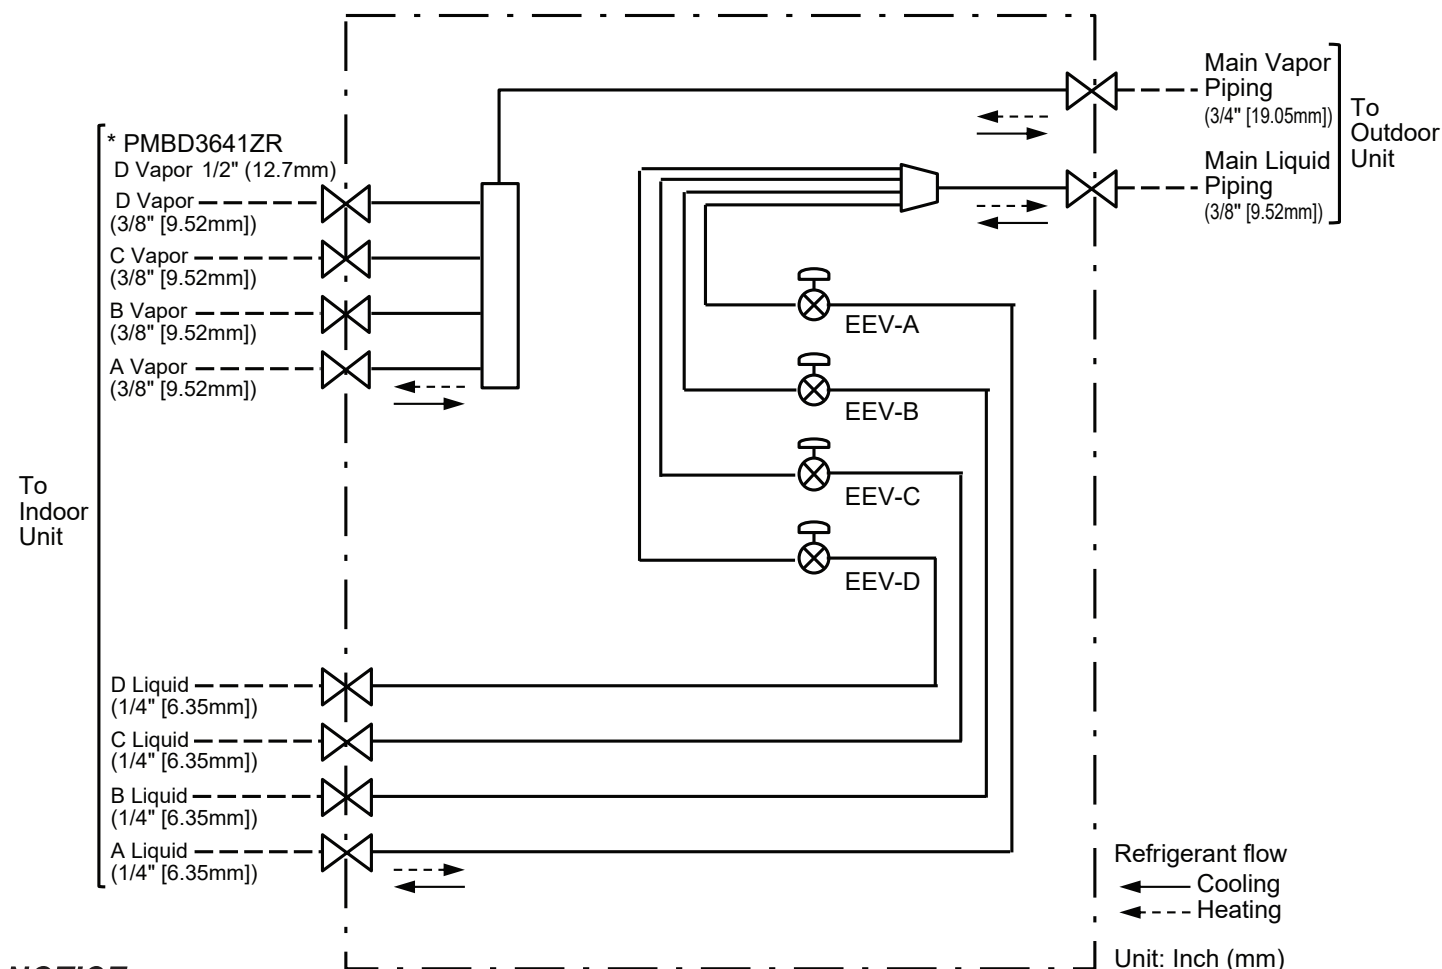 Main Vapor
Piping
(3/4" [19.05mm])
Main Liquid
Piping
(3/8" [9.52mm])
To
Outdoor
Unit
* PMBD3641ZR
D Vapor 1/2" (12.7mm)
D Vapor
(3/8" [9.52mm])
C Vapor
(3/8" [9.52mm])
B Vapor
(3/8" [9.52mm])
A Vapor
(3/8" [9.52mm])
EEV-A
EEV-B
EEV-C
EEV-D
To
Indoor
Unit
D Liquid
(1/4" [6.35mm])
C Liquid
(1/4" [6.35mm])
B Liquid
(1/4" [6.35mm])
A Liquid
(1/4" [6.35mm])
Refrigerant flow
Cooling
Heating
Unit: Inch (mm)